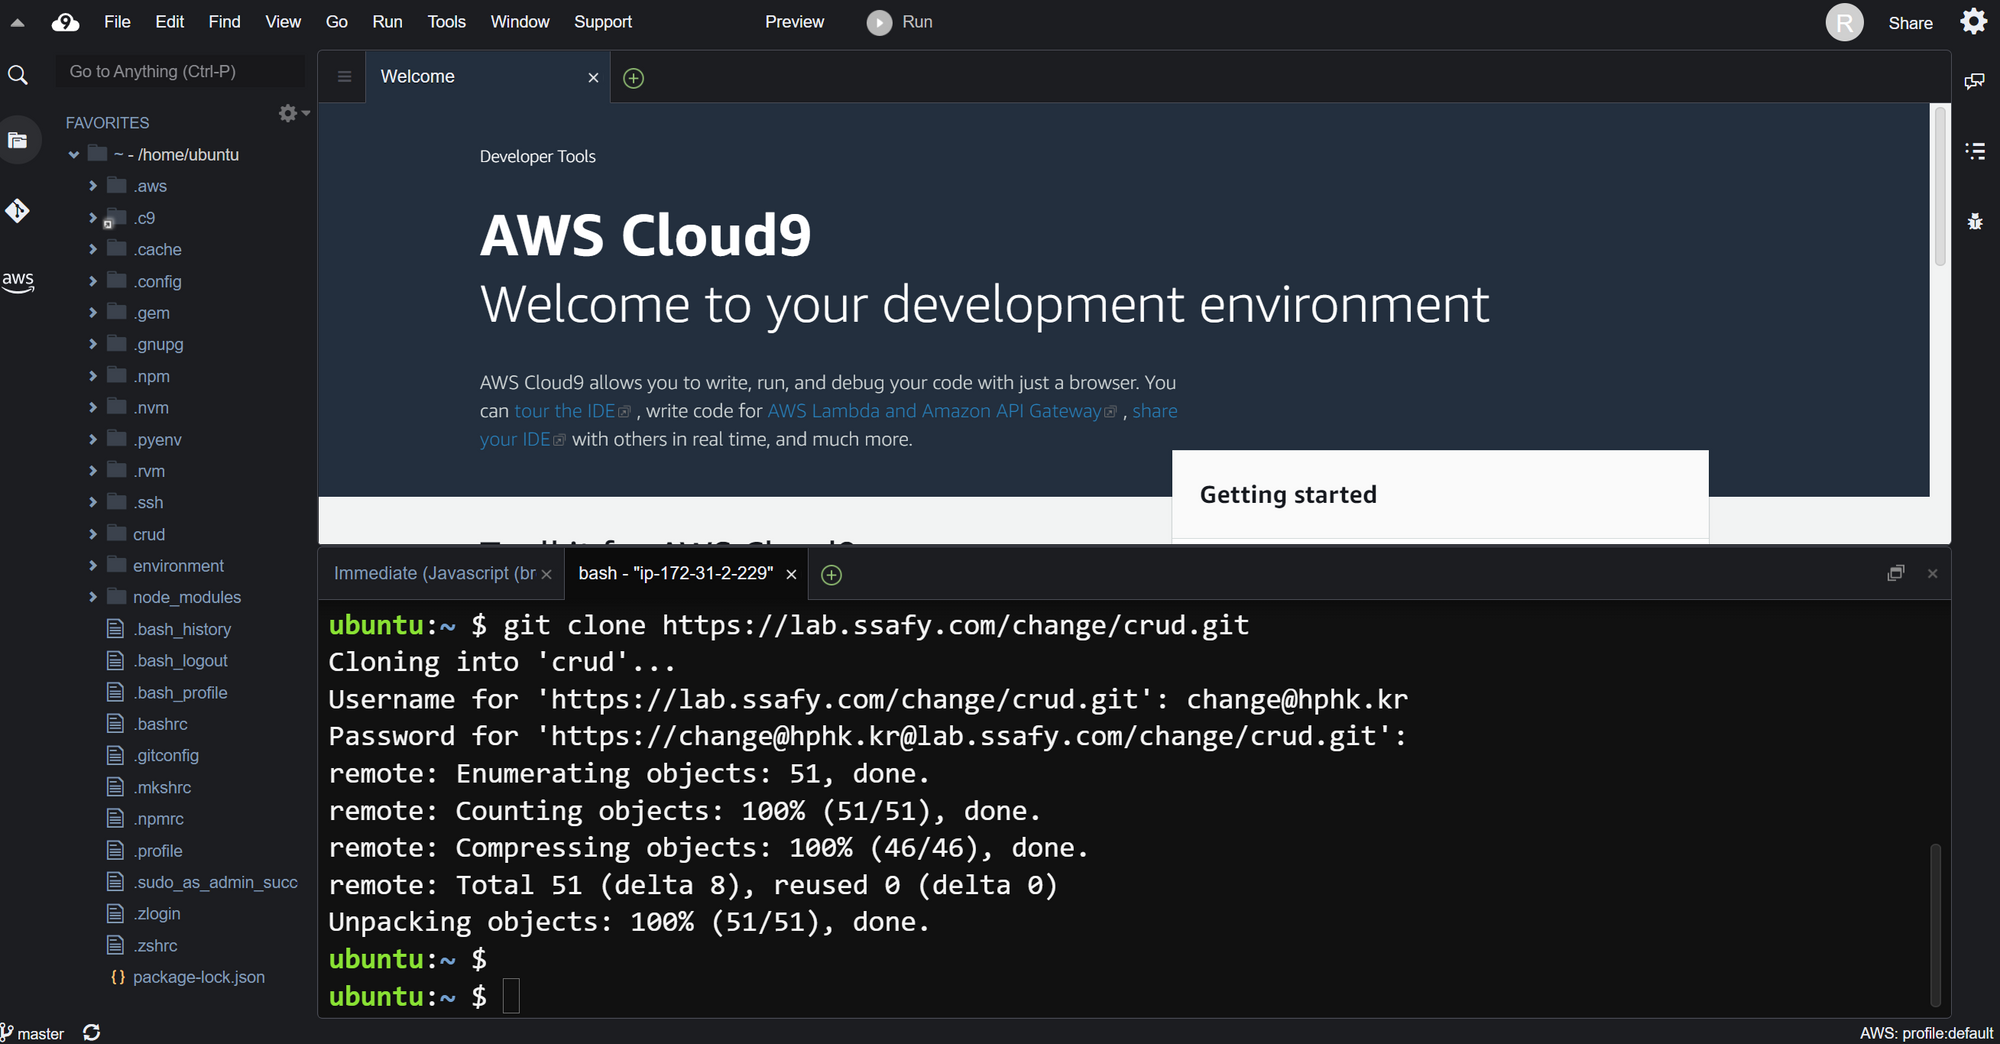 9 File Edit Find View Go Run Tools Window Support Preview Run R Share
Go to Anything (Ctrl-P)
FAVORITES
~ - /home/ubuntu
.aws
.c9
.cache
.config
.gem
.gnupg
.npm
.nvm
.pyenv
.rvm
.ssh
crud
environment
node_modules
.bash_history
.bash_logout
.bash_profile
.bashrc
.gitconfig
.mkshrc
.npmrc
.profile
.sudo_as_admin_succ
.zlogin
.zshrc
{} package-lock.json
aws
Welcome
Developer Tools
AWS Cloud9
Welcome to your development environment
AWS Cloud9 allows you to write, run, and debug your code with just a browser. You
can tour the IDE , write code for AWS Lambda and Amazon API Gateway , share
your IDE with others in real time, and much more.
Getting started
Toolkit for AWS Cloud9
Immediate (Javascript (br bash - "ip-172-31-2-229"
ubuntu:~ $ git clone https://lab.ssafy.com/change/crud.git
Cloning into 'crud'...
Username for 'https://lab.ssafy.com/change/crud.git': change@hphk.kr
Password for 'https://change@hphk.kr@lab.ssafy.com/change/crud.git':
remote: Enumerating objects: 51, done.
remote: Counting objects: 100% (51/51), done.
remote: Compressing objects: 100% (46/46), done.
remote: Total 51 (delta 8), reused 0 (delta 0)
Unpacking objects: 100% (51/51), done.
ubuntu:~ $
ubuntu:~ $
master
AWS: profile:default